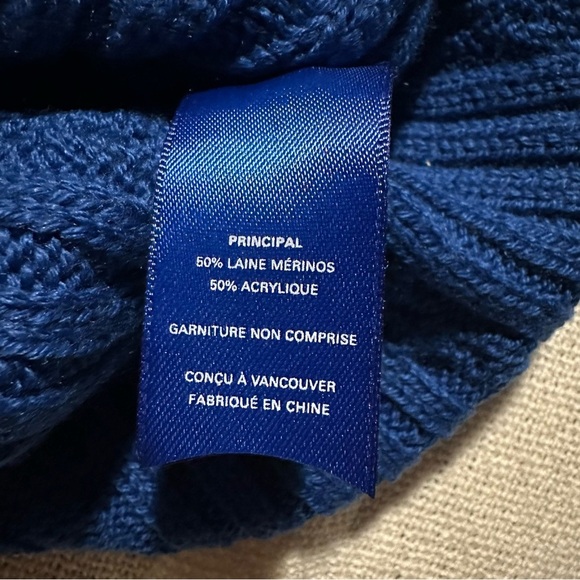 PRINCIPAL
50% LAINE MÉRINOS
50% ACRYLIQUE
GARNITURE NON COMPRISE
CONÇU À VANCOUVER
FABRIQUÉ EN CHINE